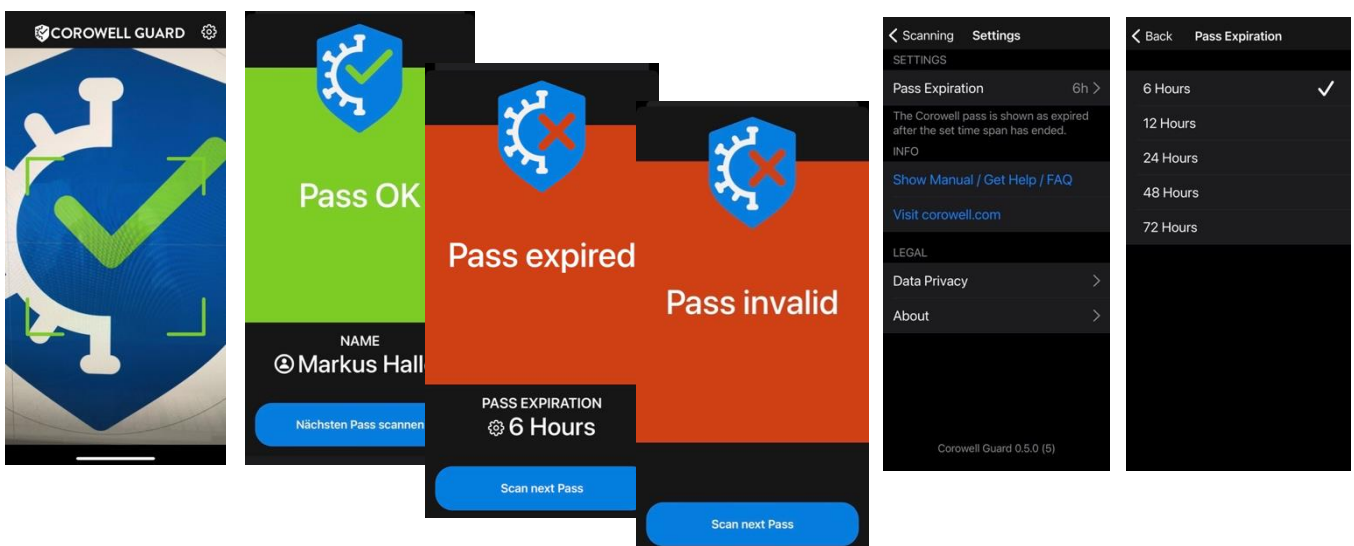 COROWELL GUARD
Pass OK
NAME
Markus Hall
Nächsten Pass scannen
Pass expired
PASS EXPIRATION
6 Hours
Scan next Pass
Pass invalid
Scan next Pass
Scanning Settings
SETTINGS
Pass Expiration 6h
The Corowell pass is shown as expired
after the set time span has ended.
INFO
Show Manual / Get Help / FAQ
Visit corowell.com
LEGAL
Data Privacy
About
Corowell Guard 0.5.0 (5)
Back Pass Expiration
6 Hours
12 Hours
24 Hours
48 Hours
72 Hours